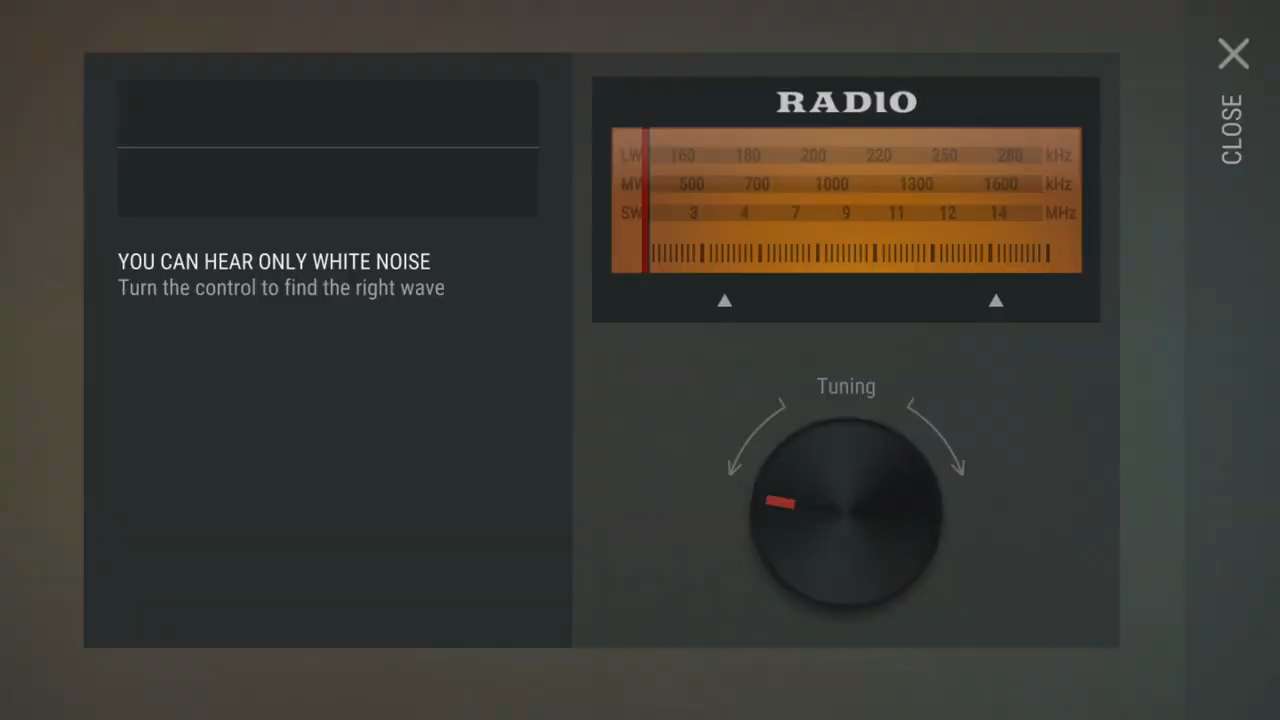 RADIO
LW 160 180 200 220 250 280 kHz
MW 500 700 1000 1300 1600 kHz
SW 3 4 7 9 11 12 14 MHz
YOU CAN HEAR ONLY WHITE NOISE
Turn the control to find the right wave
Tuning
CLOSE